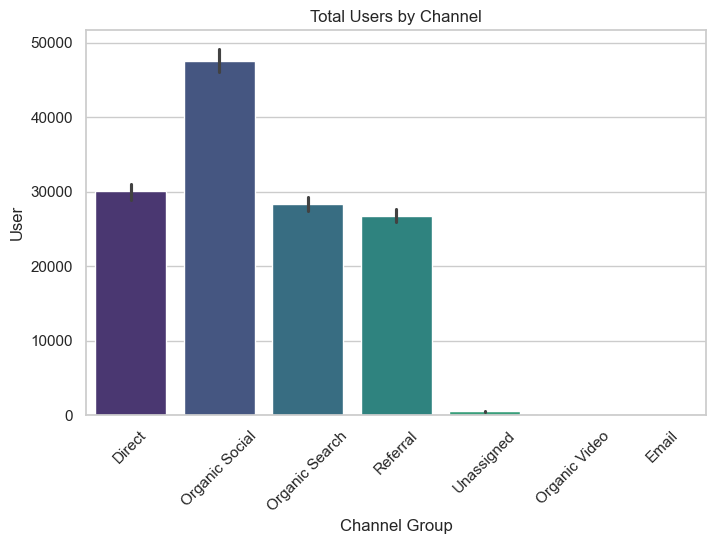 Total Users by Channel
50000
40000
30000
20000
10000
0
User
Direct
Organic Social
Organic Search
Referral
Unassigned
Organic Video
Email
Channel Group